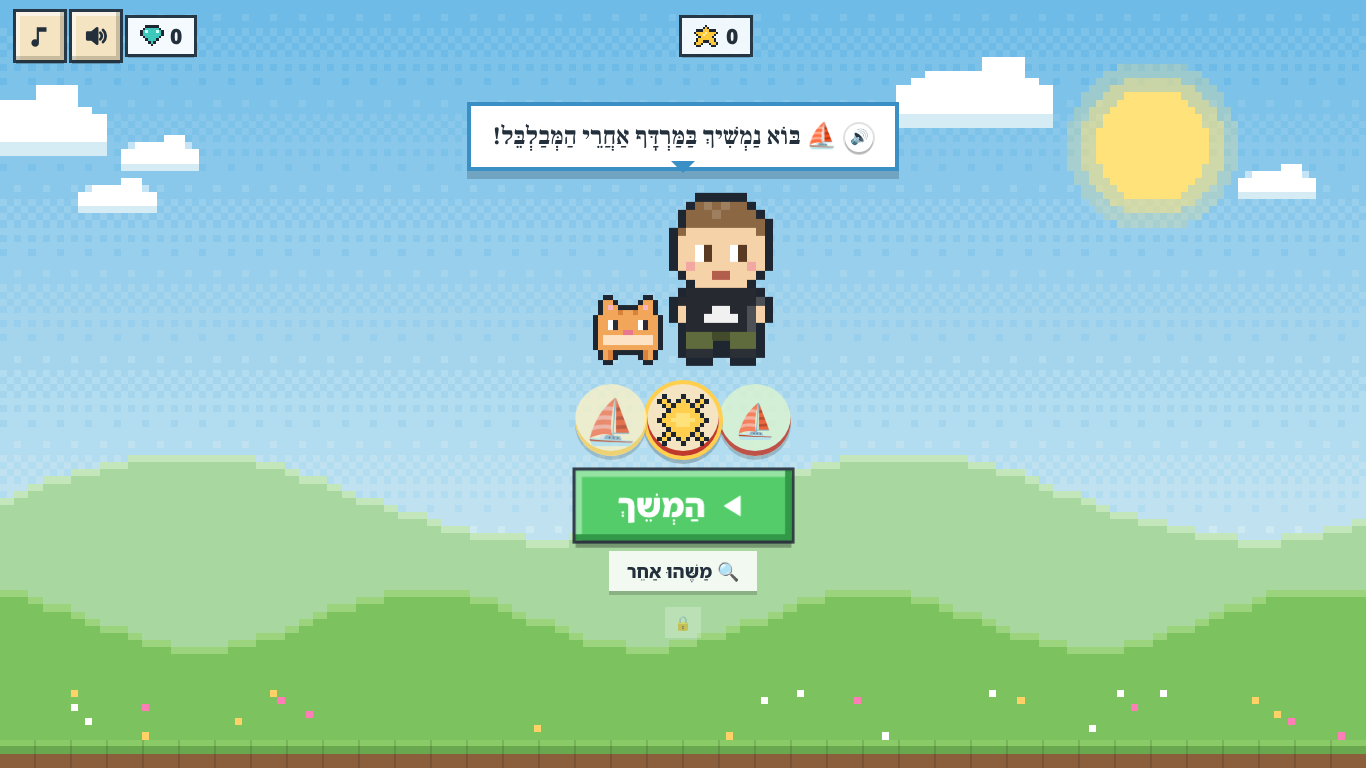 0
0
בּוֹא נַמְשִׁיךְ בַּמִּרְדָּף אַחֲרֵי הַמְּבַלְבֵּל!
הַמְשֵׁךְ
מַשֶּׁהוּ אַחֵר